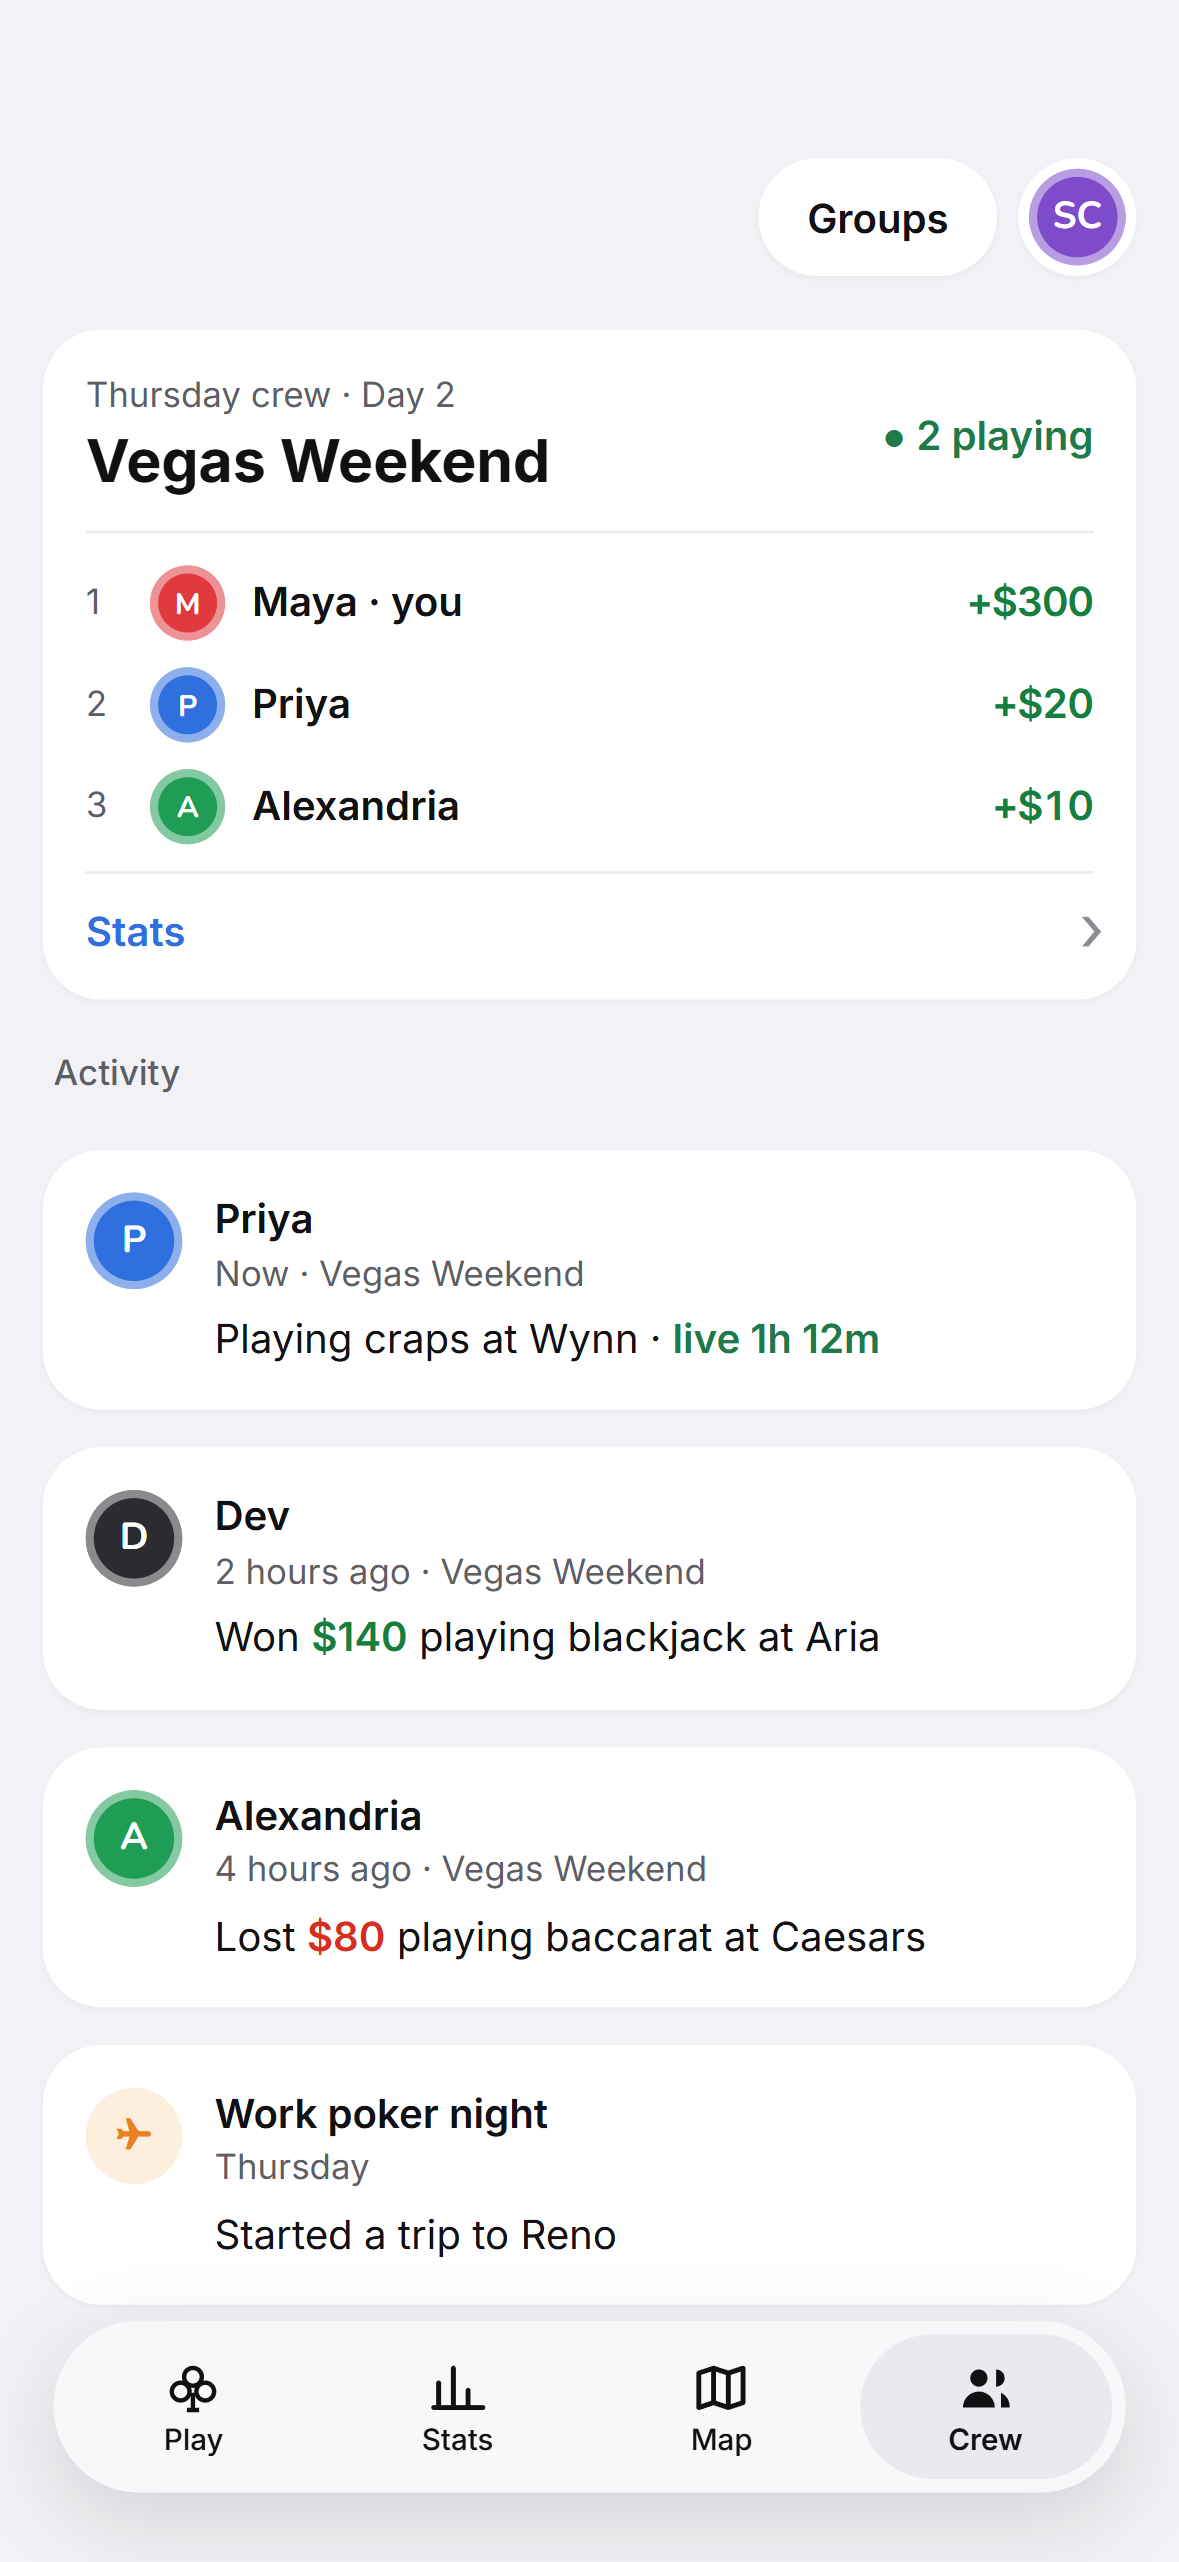 Groups
SC
Thursday crew · Day 2
Vegas Weekend
● 2 playing
1 M Maya · you +$300
2 P Priya +$20
3 A Alexandria +$10
Stats
Activity
P
Priya
Now · Vegas Weekend
Playing craps at Wynn · live 1h 12m
D
Dev
2 hours ago · Vegas Weekend
Won $140 playing blackjack at Aria
A
Alexandria
4 hours ago · Vegas Weekend
Lost $80 playing baccarat at Caesars
Work poker night
Thursday
Started a trip to Reno
Play Stats Map Crew